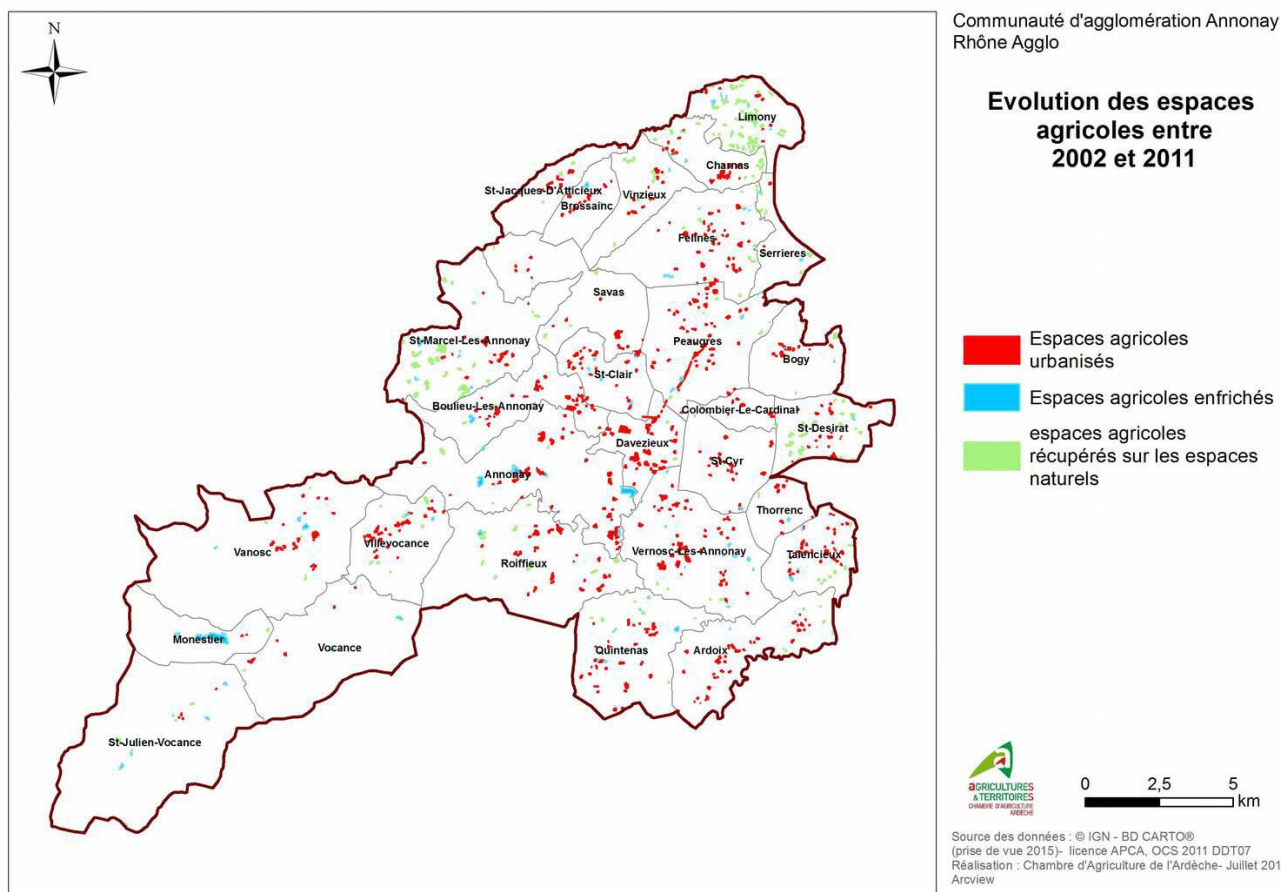 Communauté d'agglomération Annonay
Rhône Agglo
Evolution des espaces
agricoles entre
2002 et 2011
N
Limony
Charnas
St-Jacques-D'Atticieux
Vinzieux
Brossainc
Felines
Serrieres
Savas
St-Marcel-Les-Annonay
Peaugres
Bogy
St-Clair
Boulieu-Les-Annonay
Colombier-Le-Cardinal
St-Desirat
Davezieux
St-Cyr
Annonay
Thorrenc
Vanosc
Villevocance
Vernosc-Les-Annonay
Talencieux
Roiffieux
Monestier
Vocance
Quintenas
Ardoix
St-Julien-Vocance
Espaces agricoles
urbanisés
Espaces agricoles enfrichés
espaces agricoles
récupérés sur les espaces
naturels
AGRICULTURES
& TERRITOIRES
CHAMBRE D'AGRICULTURE
ARDÈCHE
0 2,5 5
km
Source des données : © IGN - BD CARTO®
(prise de vue 2015)- licence APCA, OCS 2011 DDT07
Réalisation : Chambre d'Agriculture de l'Ardèche- Juillet 201
Arcview